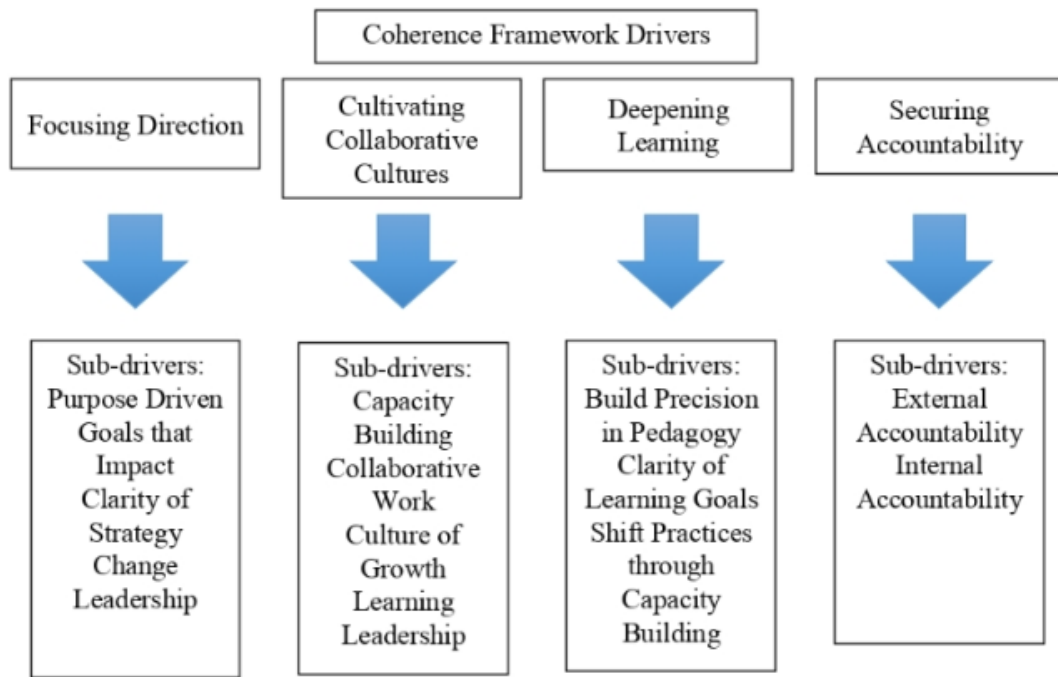 Coherence Framework Drivers
Focusing Direction
Cultivating
Collaborative
Cultures
Deepening
Learning
Securing
Accountability
Sub-drivers:
Purpose Driven
Goals that
Impact
Clarity of
Strategy
Change
Leadership
Sub-drivers:
Capacity
Building
Collaborative
Work
Culture of
Growth
Learning
Leadership
Sub-drivers:
Build Precision
in Pedagogy
Clarity of
Learning Goals
Shift Practices
through
Capacity
Building
Sub-drivers:
External
Accountability
Internal
Accountability